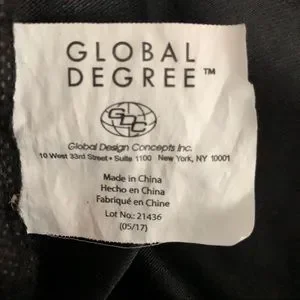 GLOBAL
DEGREE™
GDC
Global Design Concepts Inc.
10 West 33rd Street • Suite 1100 New York, NY 10001
Made in China
Hecho en China
Fabriqué en Chine
Lot No.: 21436
(05/17)